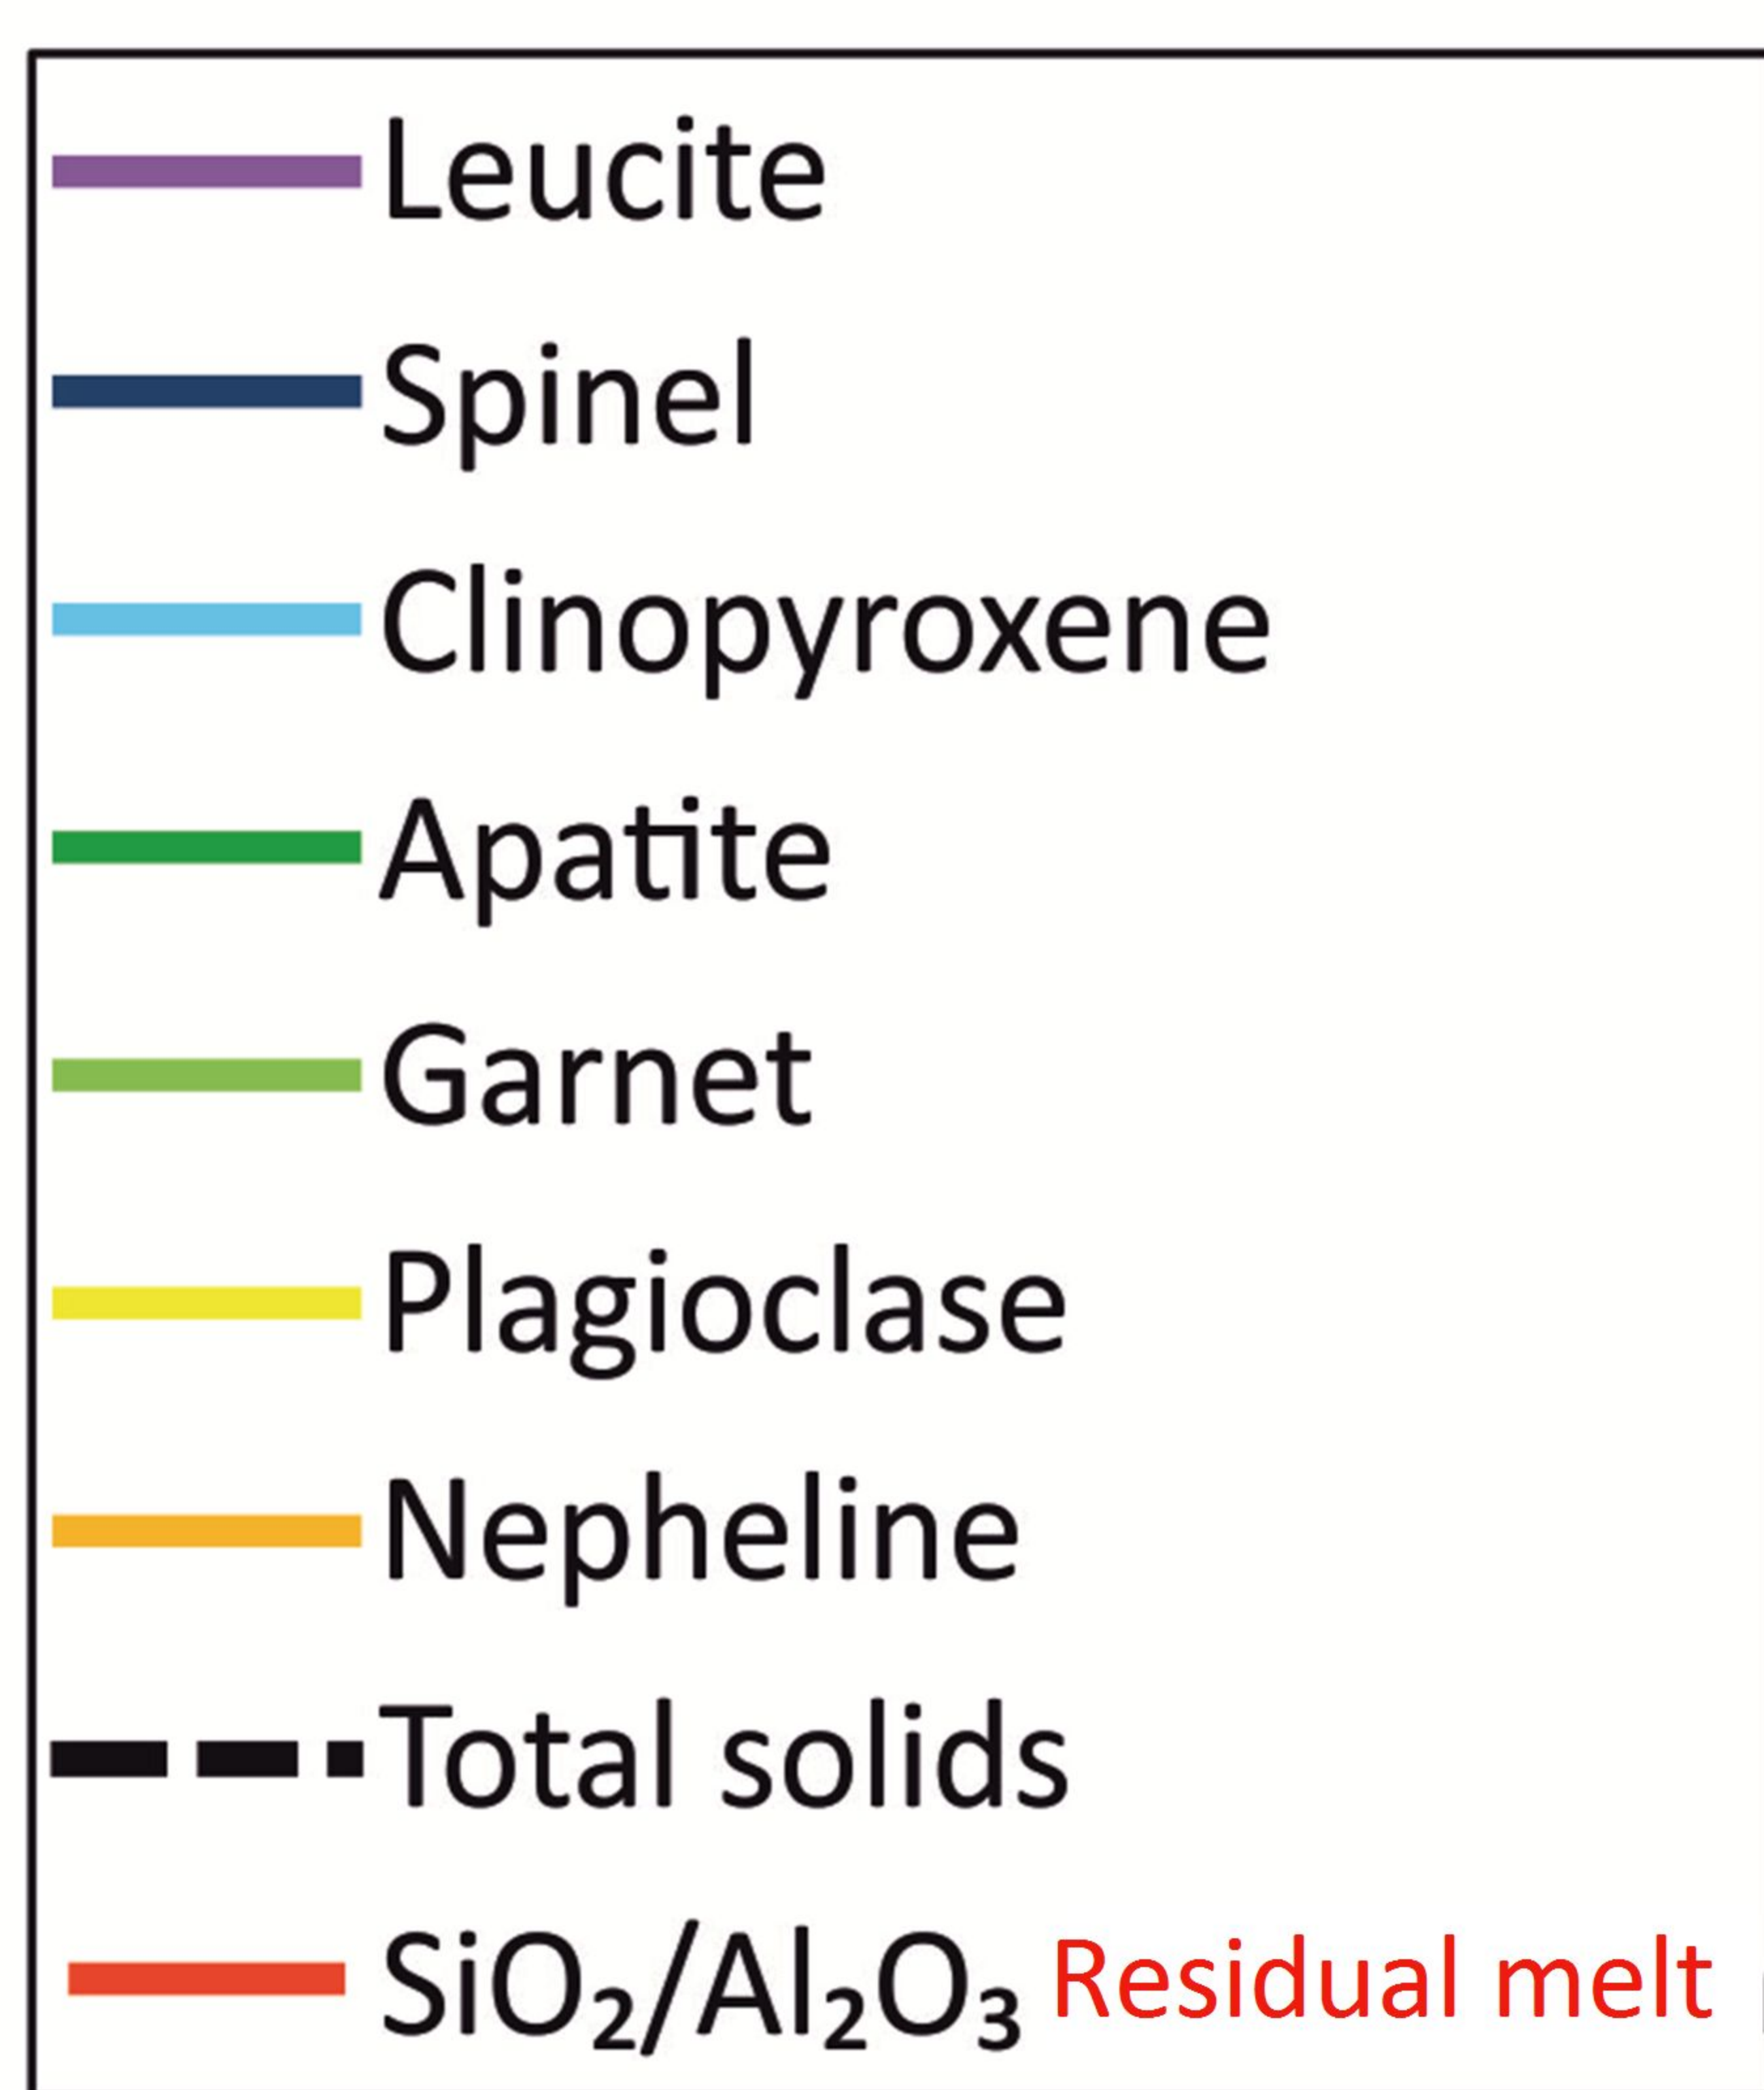 Leucite
Spinel
Clinopyroxene
Apatite
Garnet
Plagioclase
Nepheline
Total solids
SiO₂/Al₂O₃ Residual melt